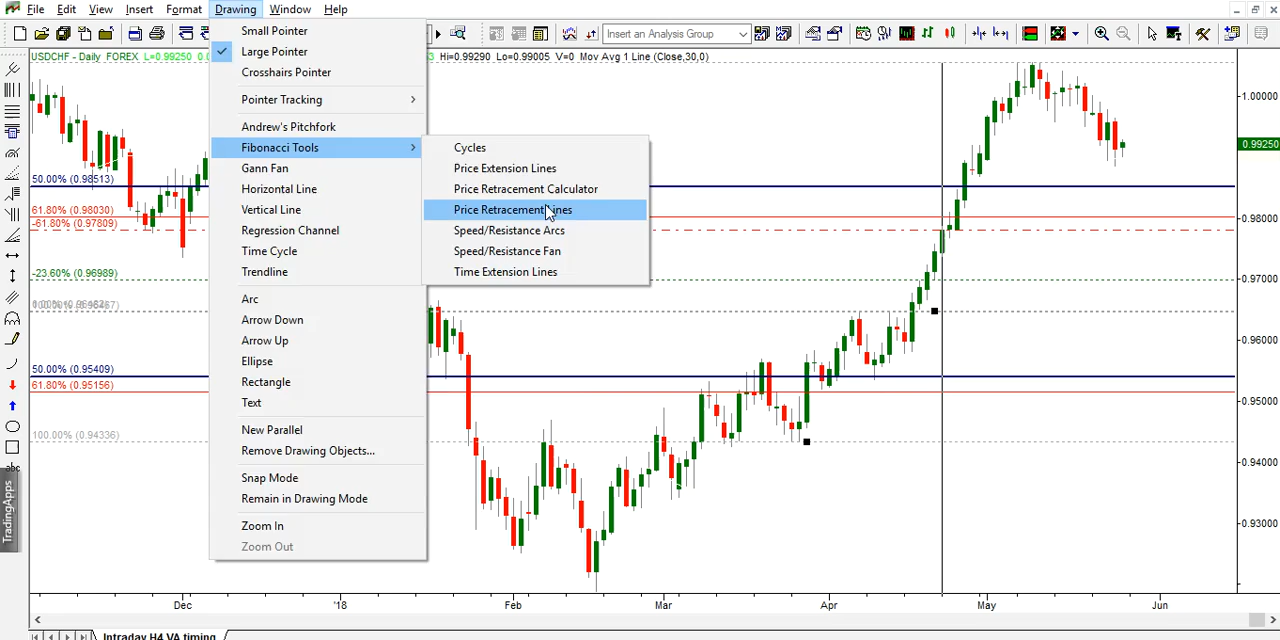 File Edit View Insert Format Drawing Window Help
Insert an Analysis Group
USDCHF - Daily FOREX L=0.99250 Hi=0.99290 Lo=0.99005 V=0 Mov Avg 1 Line (Close,30,0)
Small Pointer
Large Pointer
Crosshairs Pointer
Pointer Tracking
Andrew's Pitchfork
Fibonacci Tools
Gann Fan
Horizontal Line
Vertical Line
Regression Channel
Time Cycle
Trendline
Arc
Arrow Down
Arrow Up
Ellipse
Rectangle
Text
New Parallel
Remove Drawing Objects...
Snap Mode
Remain in Drawing Mode
Zoom In
Zoom Out
Cycles
Price Extension Lines
Price Retracement Calculator
Price Retracement Lines
Speed/Resistance Arcs
Speed/Resistance Fan
Time Extension Lines
50.00% (0.98513)
61.80% (0.98030)
-61.80% (0.97809)
-23.60% (0.96989)
50.00% (0.95409)
61.80% (0.95156)
100.00% (0.94336)
1.00000
0.99250
0.98000
0.97000
0.96000
0.95000
0.94000
0.93000
abc
TradingApps
Dec '18 Feb Mar Apr May Jun
Intraday H4 VA timing